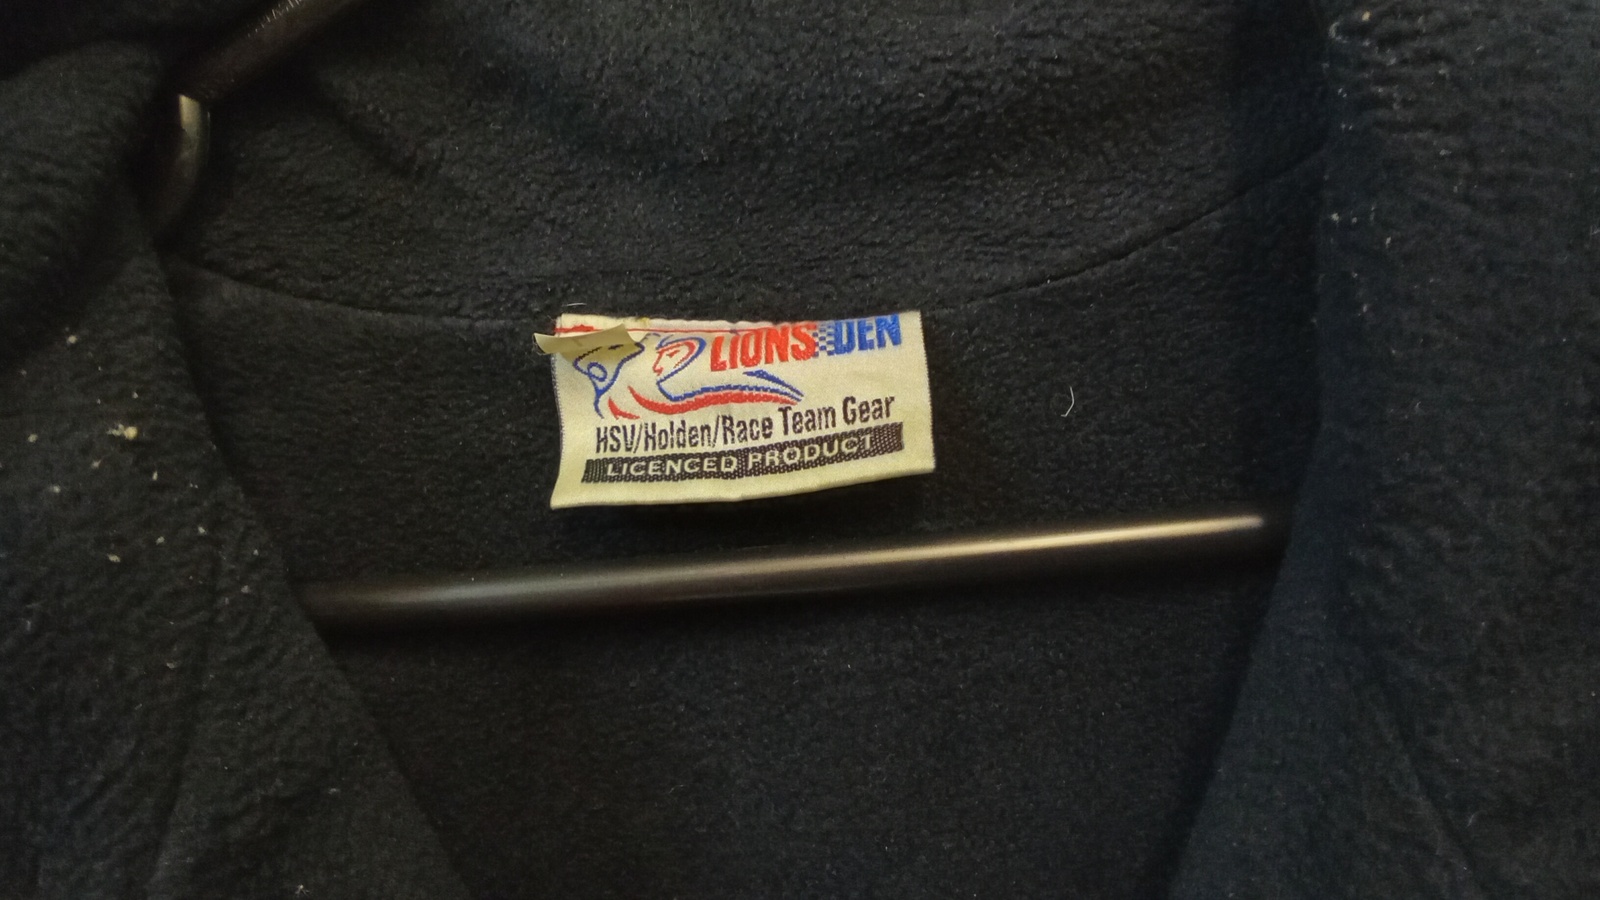 LIONS DEN
HSV/Holden/Race Team Gear
LICENCED PRODUCT